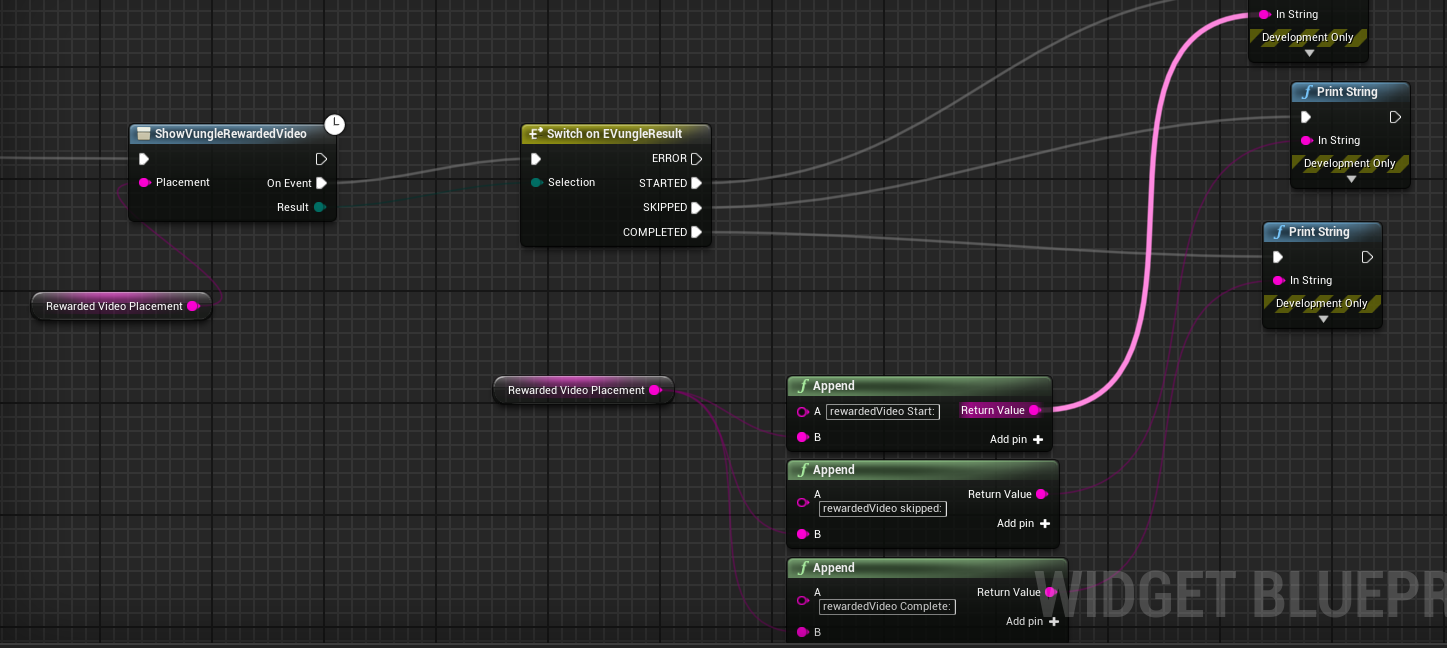 In String
Development Only
Print String
In String
Development Only
ShowVungleRewardedVideo
Placement
On Event
Result
Switch on EVungleResult
ERROR
Selection
STARTED
SKIPPED
COMPLETED
Print String
In String
Development Only
Rewarded Video Placement
Rewarded Video Placement
Append
A rewardedVideo Start: Return Value
B
Add pin
Append
A
Return Value
rewardedVideo skipped:
Add pin
B
Append
A
Return Value
rewardedVideo Complete:
Add pin
B
WIDGET BLUEPR